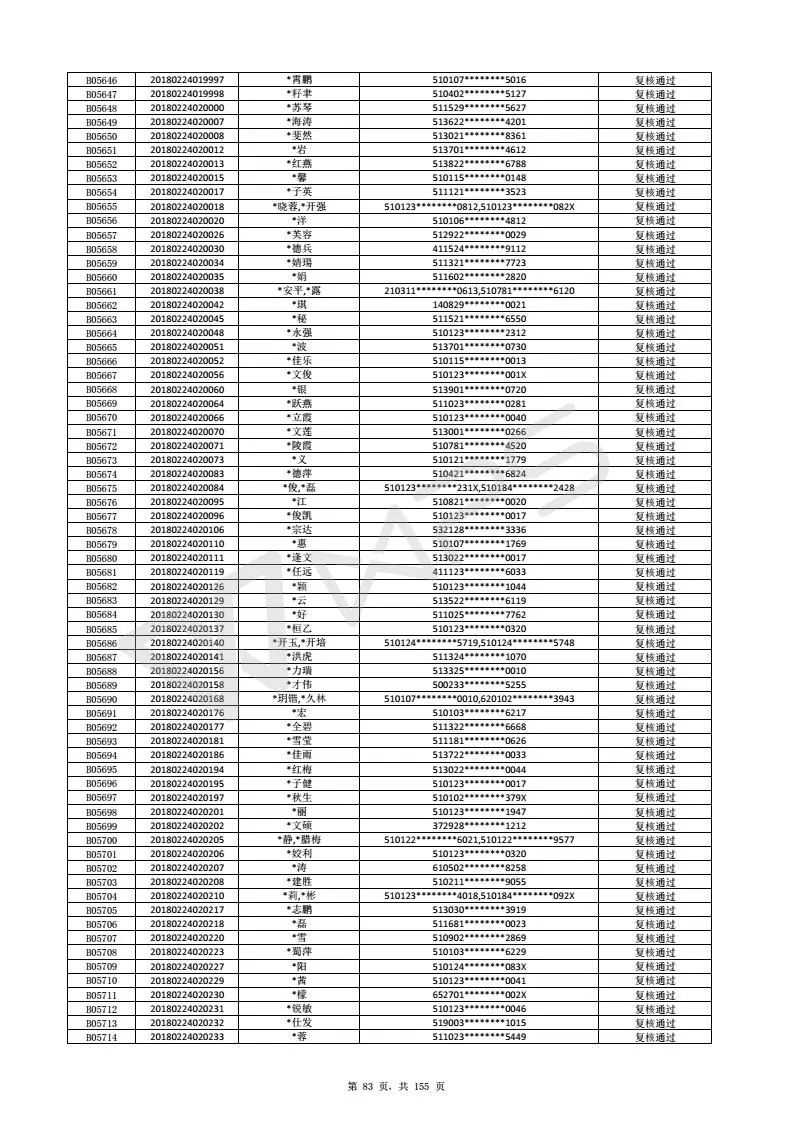 B05646 20180224019997 *霄鹏 510107********5016 复核通过
B05647 20180224019998 *籽聿 510402********5127 复核通过
B05648 20180224020000 *苏琴 511529********5627 复核通过
B05649 20180224020007 *海涛 513622********4201 复核通过
B05650 20180224020008 *斐然 513021********8361 复核通过
B05651 20180224020012 *岩 513701********4612 复核通过
B05652 20180224020013 *红燕 513822********6788 复核通过
B05653 20180224020015 *馨 510115********0148 复核通过
B05654 20180224020017 *子英 511121********3523 复核通过
B05655 20180224020018 *晓蓉,*开强 510123********0812,510123********082X 复核通过
B05656 20180224020020 *洋 510106********4812 复核通过
B05657 20180224020026 *芙容 512922********0029 复核通过
B05658 20180224020030 *德兵 411524********9112 复核通过
B05659 20180224020034 *婧瑒 511321********7723 复核通过
B05660 20180224020035 *娟 511602********2820 复核通过
B05661 20180224020038 *安平,*露 210311********0613,510781********6120 复核通过
B05662 20180224020042 *琪 140829********0021 复核通过
B05663 20180224020045 *秘 511521********6550 复核通过
B05664 20180224020048 *永强 510123********2312 复核通过
B05665 20180224020051 *波 513701********0730 复核通过
B05666 20180224020052 *佳乐 510115********0013 复核通过
B05667 20180224020056 *文俊 510123********001X 复核通过
B05668 20180224020060 *银 513901********0720 复核通过
B05669 20180224020064 *跃燕 511023********0281 复核通过
B05670 20180224020066 *立霞 510123********0040 复核通过
B05671 20180224020070 *文莲 513001********0266 复核通过
B05672 20180224020071 *陵霞 510781********4520 复核通过
B05673 20180224020073 *义 510121********1779 复核通过
B05674 20180224020083 *德萍 510421********6824 复核通过
B05675 20180224020084 *俊,*磊 510123********231X,510184********2428 复核通过
B05676 20180224020095 *江 510821********0020 复核通过
B05677 20180224020096 *俊凯 510123********0017 复核通过
B05678 20180224020106 *宗达 532128********3336 复核通过
B05679 20180224020110 *惠 510107********1769 复核通过
B05680 20180224020111 *逢文 513022********0017 复核通过
B05681 20180224020119 *任远 411123********6033 复核通过
B05682 20180224020126 *颖 510123********1044 复核通过
B05683 20180224020129 *云 513522********6119 复核通过
B05684 20180224020130 *好 511025********7762 复核通过
B05685 20180224020137 *桓乙 510123********0320 复核通过
B05686 20180224020140 *开玉,*开培 510124********5719,510124********5748 复核通过
B05687 20180224020141 *洪虎 511324********1070 复核通过
B05688 20180224020156 *力瑞 513325********0010 复核通过
B05689 20180224020158 *才伟 500233********5255 复核通过
B05690 20180224020168 *玥锴,*久林 510107********0010,620102********3943 复核通过
B05691 20180224020176 *宏 510103********6217 复核通过
B05692 20180224020177 *全碧 511322********6668 复核通过
B05693 20180224020181 *雪莹 511181********0626 复核通过
B05694 20180224020186 *佳雨 513722********0033 复核通过
B05695 20180224020194 *红梅 513022********0044 复核通过
B05696 20180224020195 *子健 510123********0017 复核通过
B05697 20180224020197 *秋生 510102********379X 复核通过
B05698 20180224020201 *丽 510123********1947 复核通过
B05699 20180224020202 *文硕 372928********1212 复核通过
B05700 20180224020205 *静,*腊梅 510122********6021,510122********9577 复核通过
B05701 20180224020206 *姣利 510123********0320 复核通过
B05702 20180224020207 *涛 610502********8258 复核通过
B05703 20180224020208 *建胜 510211********9055 复核通过
B05704 20180224020210 *莉,*彬 510123********4018,510184********092X 复核通过
B05705 20180224020217 *志鹏 513030********3919 复核通过
B05706 20180224020218 *磊 511681********0023 复核通过
B05707 20180224020220 *雪 510902********2869 复核通过
B05708 20180224020223 *蜀萍 510103********6229 复核通过
B05709 20180224020227 *阳 510124********083X 复核通过
B05710 20180224020229 *茜 510123********0041 复核通过
B05711 20180224020230 *檬 652701********002X 复核通过
B05712 20180224020231 *锐敏 510123********0046 复核通过
B05713 20180224020232 *仕发 519003********1015 复核通过
B05714 20180224020233 *蓉 511023********5449 复核通过
第 83 页，共 155 页